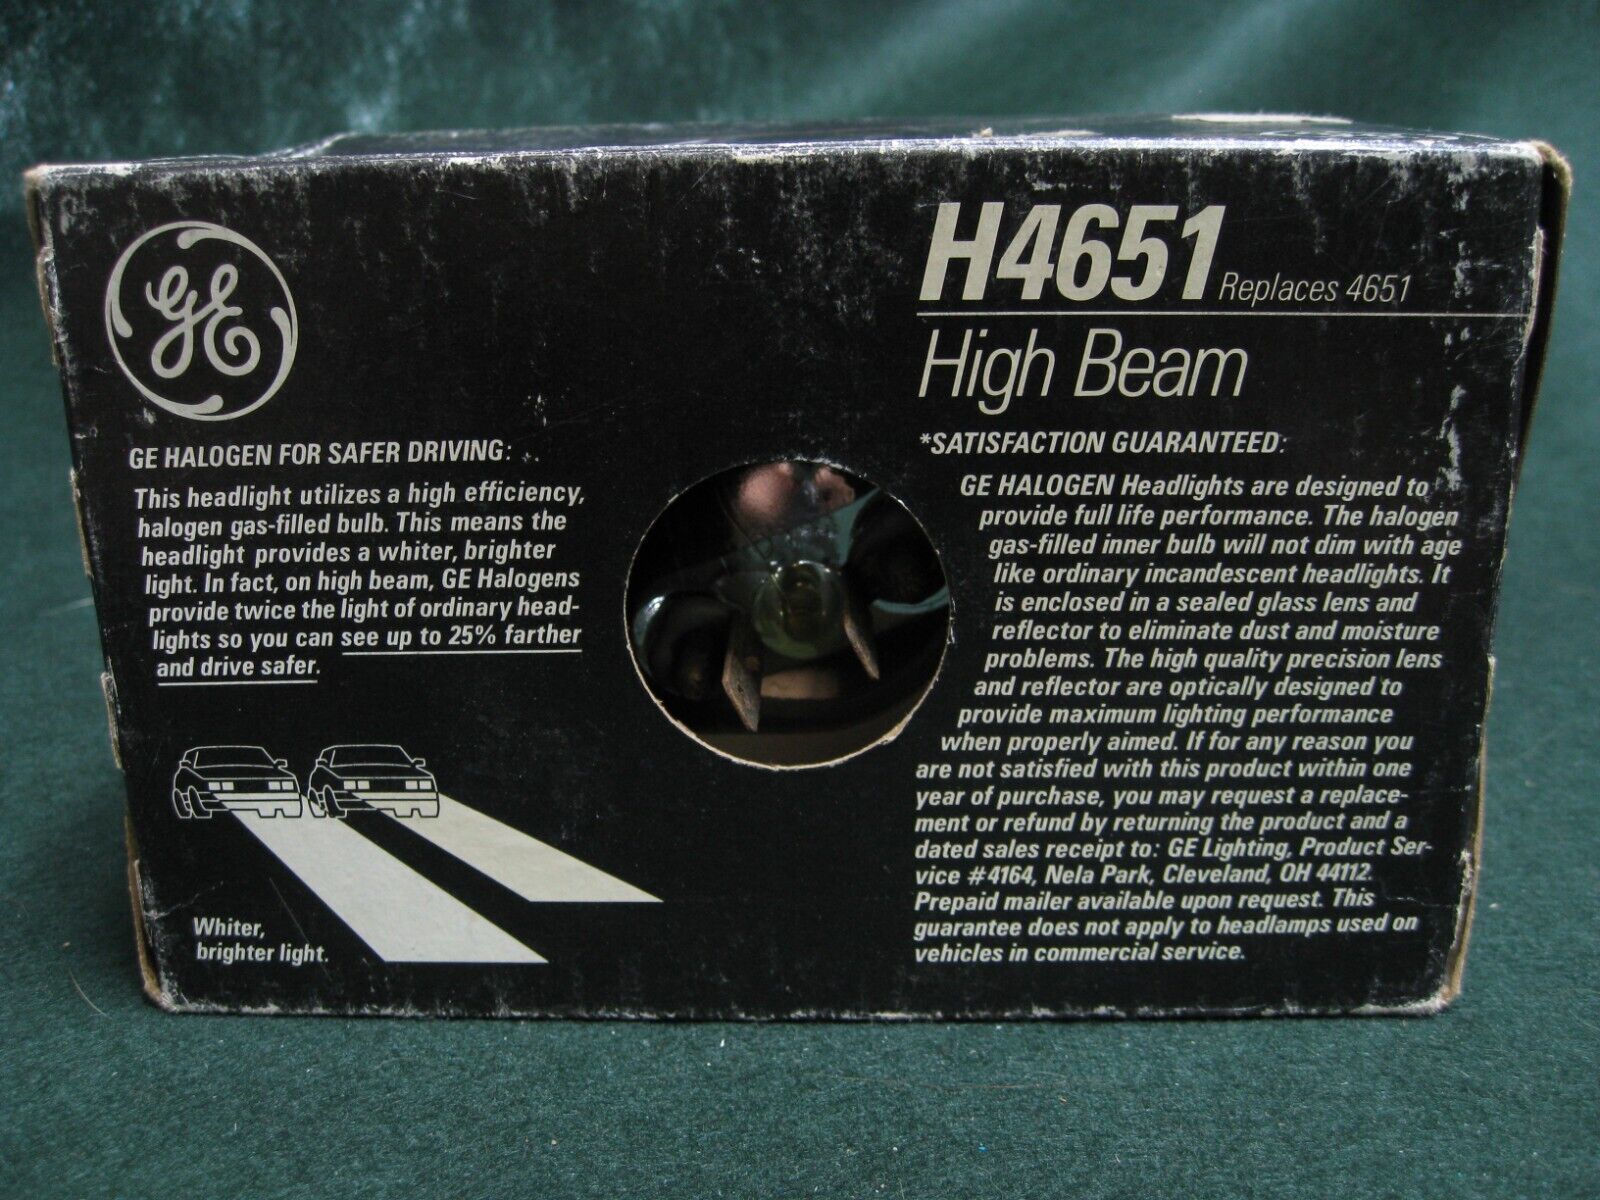 GE
H4651 Replaces 4651
High Beam
GE HALOGEN FOR SAFER DRIVING:
This headlight utilizes a high efficiency,
halogen gas-filled bulb. This means the
headlight provides a whiter, brighter
light. In fact, on high beam, GE Halogens
provide twice the light of ordinary head-
lights so you can see up to 25% farther
and drive safer.
Whiter,
brighter light.
*SATISFACTION GUARANTEED:
GE HALOGEN Headlights are designed to
provide full life performance. The halogen
gas-filled inner bulb will not dim with age
like ordinary incandescent headlights. It
is enclosed in a sealed glass lens and
reflector to eliminate dust and moisture
problems. The high quality precision lens
and reflector are optically designed to
provide maximum lighting performance
when properly aimed. If for any reason you
are not satisfied with this product within one
year of purchase, you may request a replace-
ment or refund by returning the product and a
dated sales receipt to: GE Lighting, Product Ser-
vice #4164, Nela Park, Cleveland, OH 44112.
Prepaid mailer available upon request. This
guarantee does not apply to headlamps used on
vehicles in commercial service.